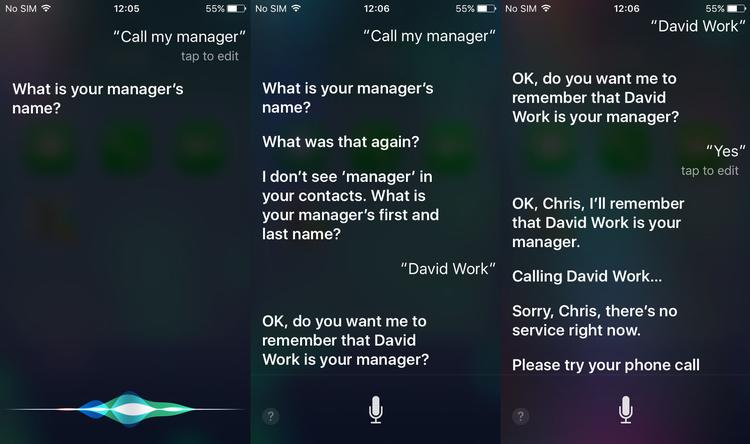 No SIM 12:05 55%
“Call my manager”
tap to edit
What is your manager’s
name?
No SIM 12:06 55%
“Call my manager”
What is your manager’s
name?
What was that again?
I don’t see ‘manager’ in
your contacts. What is
your manager’s first and
last name?
“David Work”
OK, do you want me to
remember that David
Work is your manager?
?
No SIM 12:06 55%
“David Work”
OK, do you want me to
remember that David
Work is your manager?
“Yes”
tap to edit
OK, Chris, I’ll remember
that David Work is your
manager.
Calling David Work...
Sorry, Chris, there’s no
service right now.
Please try your phone call
?